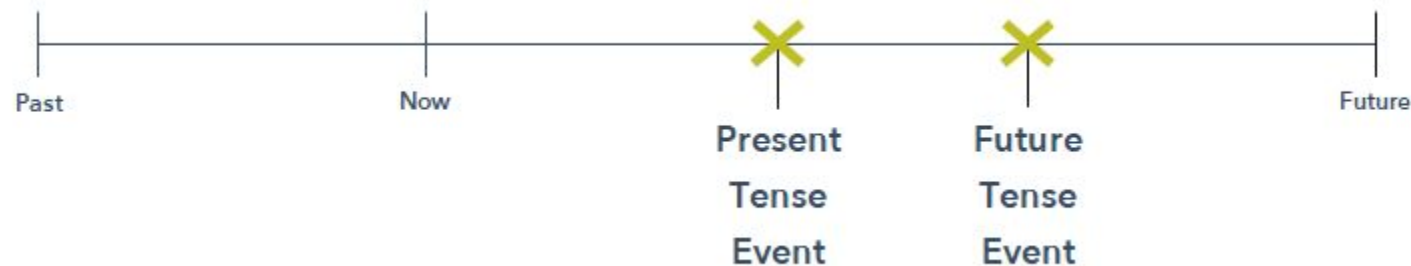 Past
Now
Future
Present
Tense
Event
Future
Tense
Event